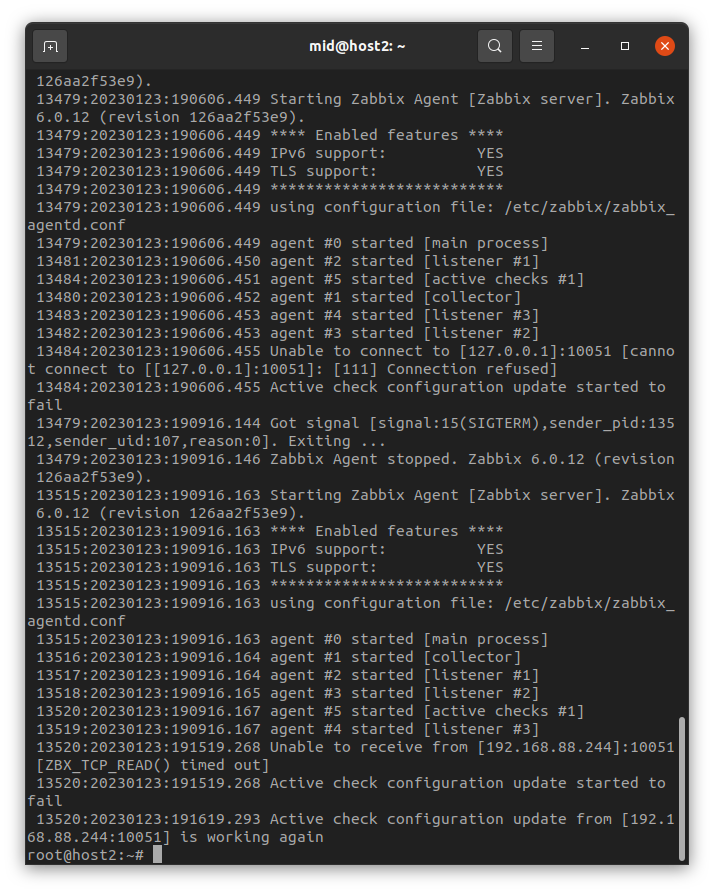 mid@host2: ~
126aa2f53e9).
13479:20230123:190606.449 Starting Zabbix Agent [Zabbix server]. Zabbix
6.0.12 (revision 126aa2f53e9).
13479:20230123:190606.449 **** Enabled features ****
13479:20230123:190606.449 IPv6 support:          YES
13479:20230123:190606.449 TLS support:           YES
13479:20230123:190606.449 **************************
13479:20230123:190606.449 using configuration file: /etc/zabbix/zabbix_
agentd.conf
13479:20230123:190606.449 agent #0 started [main process]
13481:20230123:190606.450 agent #2 started [listener #1]
13484:20230123:190606.451 agent #5 started [active checks #1]
13480:20230123:190606.452 agent #1 started [collector]
13483:20230123:190606.453 agent #4 started [listener #3]
13482:20230123:190606.453 agent #3 started [listener #2]
13484:20230123:190606.455 Unable to connect to [127.0.0.1]:10051 [canno
t connect to [[127.0.0.1]:10051]: [111] Connection refused]
13484:20230123:190606.455 Active check configuration update started to
fail
13479:20230123:190916.144 Got signal [signal:15(SIGTERM),sender_pid:135
12,sender_uid:107,reason:0]. Exiting ...
13479:20230123:190916.146 Zabbix Agent stopped. Zabbix 6.0.12 (revision
126aa2f53e9).
13515:20230123:190916.163 Starting Zabbix Agent [Zabbix server]. Zabbix
6.0.12 (revision 126aa2f53e9).
13515:20230123:190916.163 **** Enabled features ****
13515:20230123:190916.163 IPv6 support:          YES
13515:20230123:190916.163 TLS support:           YES
13515:20230123:190916.163 **************************
13515:20230123:190916.163 using configuration file: /etc/zabbix/zabbix_
agentd.conf
13515:20230123:190916.163 agent #0 started [main process]
13516:20230123:190916.164 agent #1 started [collector]
13517:20230123:190916.164 agent #2 started [listener #1]
13518:20230123:190916.165 agent #3 started [listener #2]
13520:20230123:190916.167 agent #5 started [active checks #1]
13519:20230123:190916.167 agent #4 started [listener #3]
13520:20230123:191519.268 Unable to receive from [192.168.88.244]:10051
[ZBX_TCP_READ() timed out]
13520:20230123:191519.268 Active check configuration update started to
fail
13520:20230123:191619.293 Active check configuration update from [192.1
68.88.244:10051] is working again
root@host2:~#